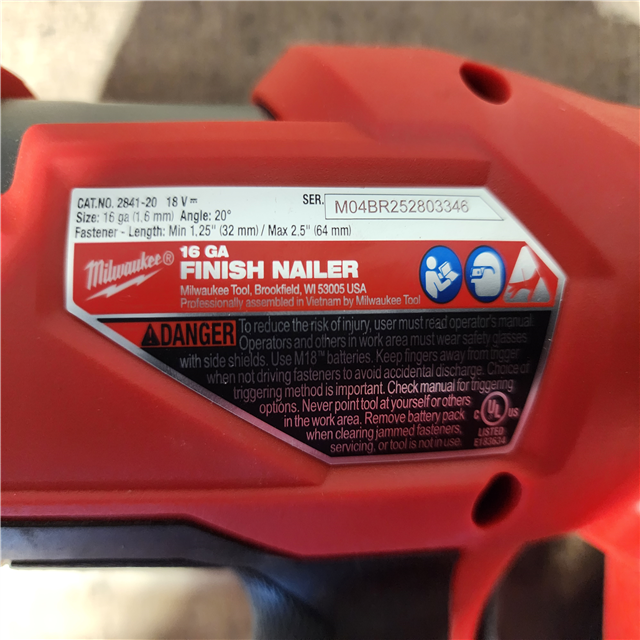 CAT.NO. 2841-20 18 V⎓
SER. M04BR252803346
Size: 16 ga (1,6 mm) Angle: 20°
Fastener - Length: Min 1,25" (32 mm) / Max 2.5" (64 mm)
Milwaukee®
16 GA
FINISH NAILER
Milwaukee Tool, Brookfield, WI 53005 USA
Professionally assembled in Vietnam by Milwaukee Tool
DANGER To reduce the risk of injury, user must read operator's manual.
Operators and others in work area must wear safety glasses
with side shields. Use M18™ batteries. Keep fingers away from trigger
when not driving fasteners to avoid accidental discharge. Choice of
triggering method is important. Check manual for triggering
options. Never point tool at yourself or others
in the work area. Remove battery pack
when clearing jammed fasteners,
servicing, or tool is not in use.
C UL US
LISTED
E183624